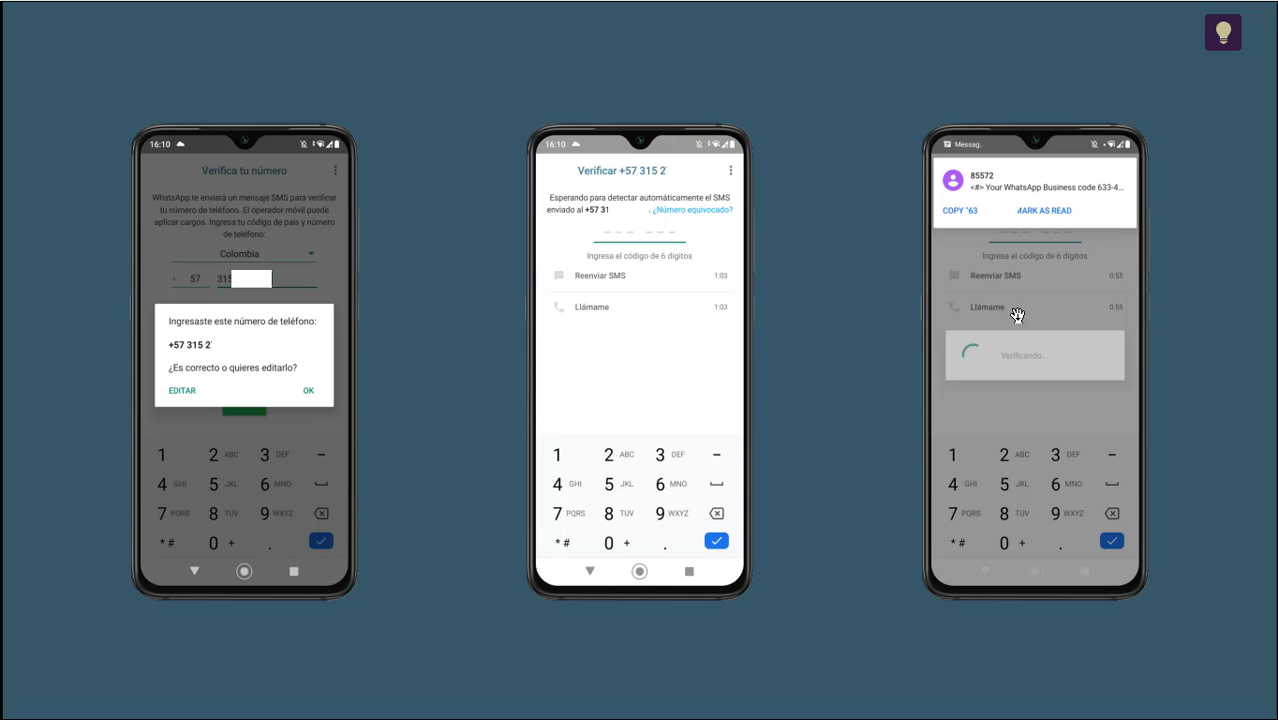 16:10
Verifica tu número
WhatsApp te enviará un mensaje SMS para verificar
tu número de teléfono. El operador móvil puede
aplicar cargos. Ingresa tu código de país y número
de teléfono:
Colombia
+ 57 315
Ingresaste este número de teléfono:
+57 315 2
¿Es correcto o quieres editarlo?
EDITAR OK
1 2 ABC 3 DEF −
4 GHI 5 JKL 6 MNO
7 PQRS 8 TUV 9 WXYZ
* # 0 + .
16:10
Verificar +57 315 2
Esperando para detectar automáticamente el SMS
enviado al +57 31 . ¿Número equivocado?
Ingresa el código de 6 dígitos
Reenviar SMS 1:03
Llámame 1:03
1 2 ABC 3 DEF −
4 GHI 5 JKL 6 MNO
7 PQRS 8 TUV 9 WXYZ
* # 0 + .
Messag..
85572
<#> Your WhatsApp Business code 633-4...
COPY "63 MARK AS READ
Ingresa el código de 6 dígitos
Reenviar SMS 0:55
Llámame 0:55
Verificando...
1 2 ABC 3 DEF −
4 GHI 5 JKL 6 MNO
7 PQRS 8 TUV 9 WXYZ
* # 0 + .